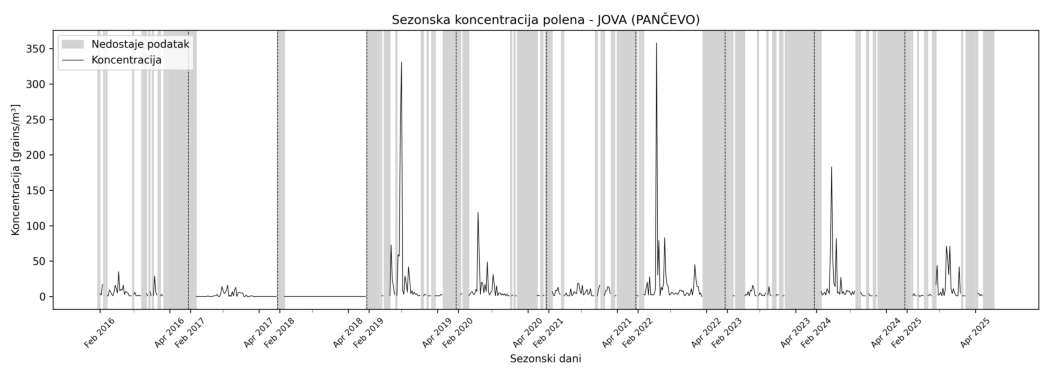 Sezonska koncentracija polena - JOVA (PANČEVO)
Nedostaje podatak
Koncentracija
Koncentracija [grains/m³]
350
300
250
200
150
100
50
0
Feb 2016
Apr 2016
Feb 2017
Apr 2017
Feb 2018
Apr 2018
Feb 2019
Apr 2019
Feb 2020
Apr 2020
Feb 2021
Apr 2021
Feb 2022
Apr 2022
Feb 2023
Apr 2023
Feb 2024
Apr 2024
Feb 2025
Apr 2025
Sezonski dani